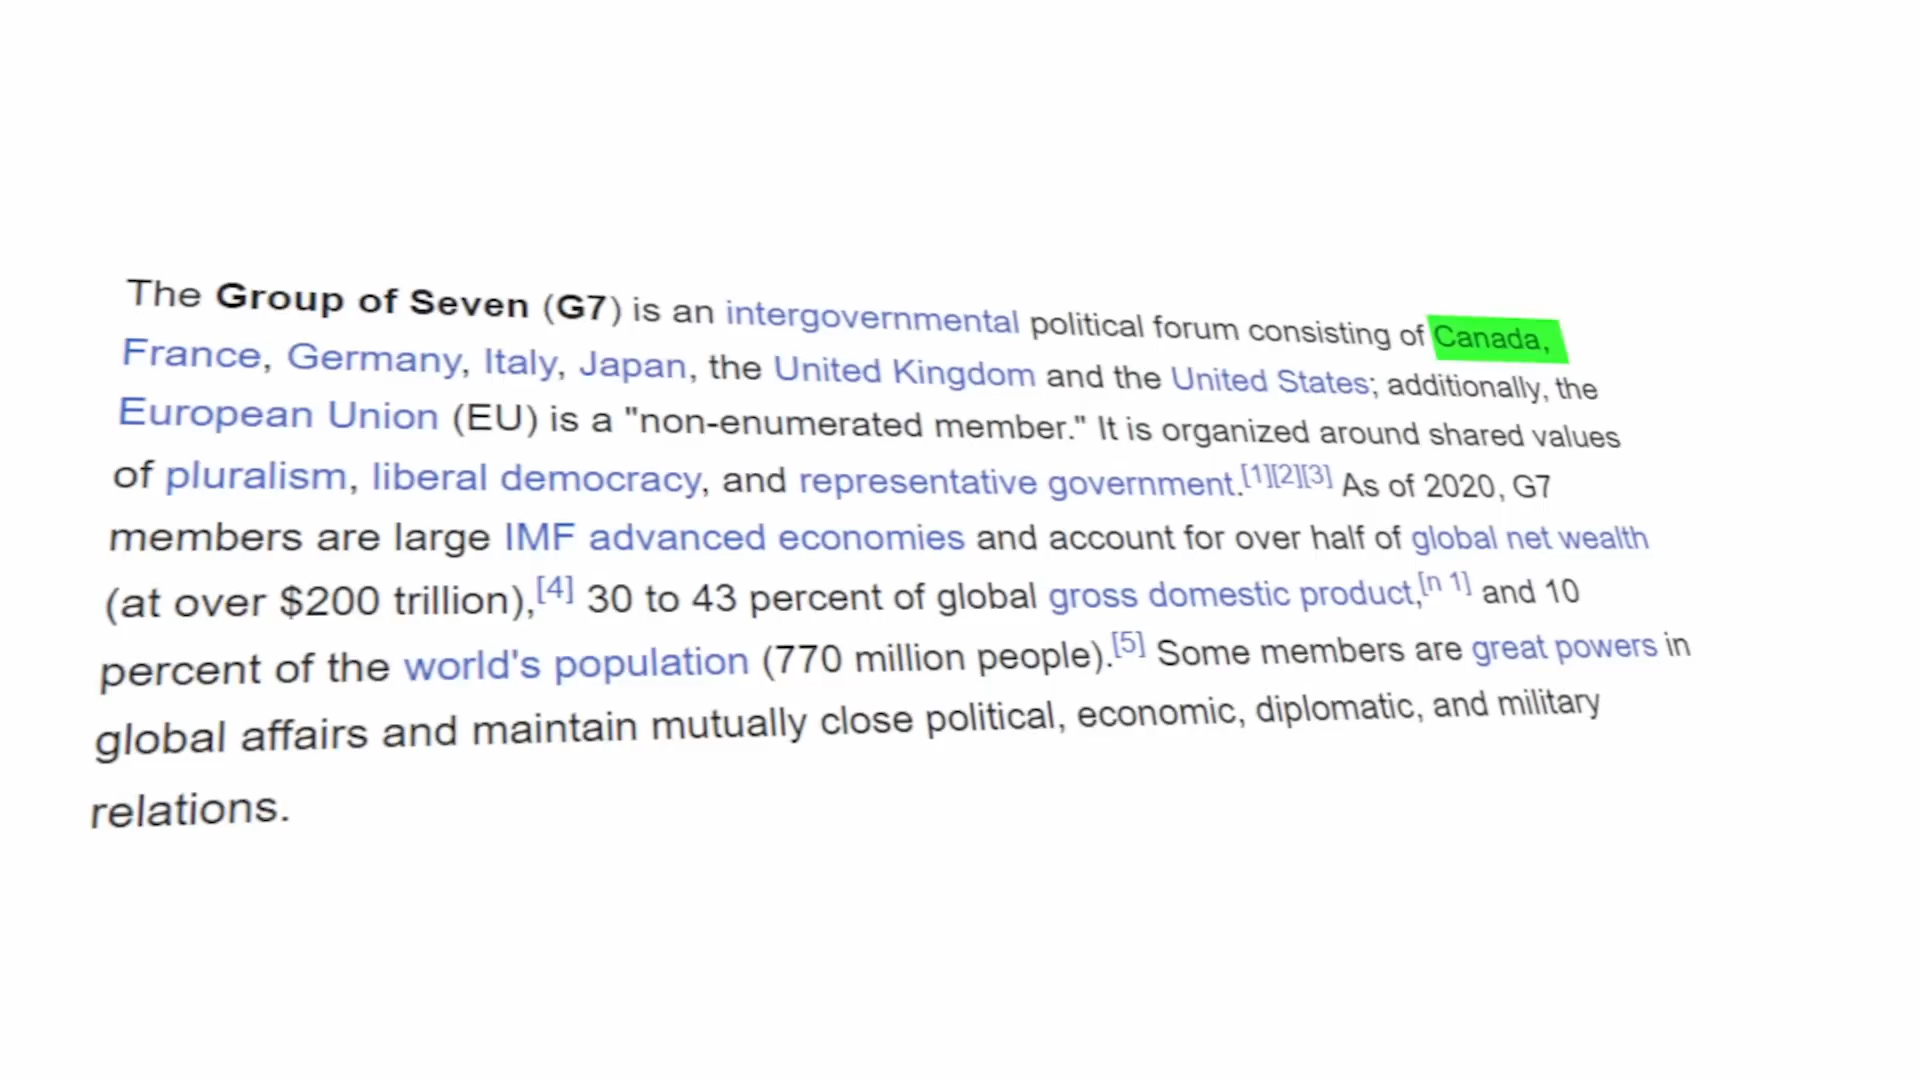 The Group of Seven (G7) is an intergovernmental political forum consisting of Canada,
France, Germany, Italy, Japan, the United Kingdom and the United States; additionally, the
European Union (EU) is a "non-enumerated member." It is organized around shared values
of pluralism, liberal democracy, and representative government.[1][2][3] As of 2020, G7
members are large IMF advanced economies and account for over half of global net wealth
(at over $200 trillion),[4] 30 to 43 percent of global gross domestic product,[n 1] and 10
percent of the world's population (770 million people).[5] Some members are great powers in
global affairs and maintain mutually close political, economic, diplomatic, and military
relations.